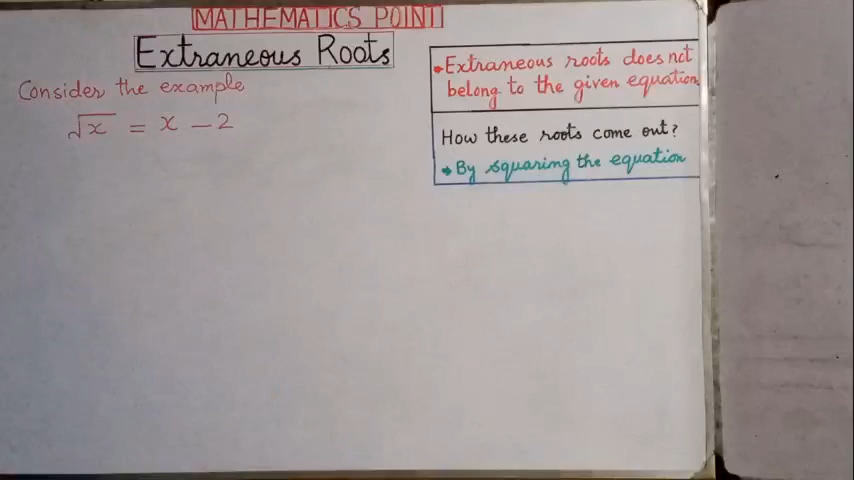 MATHEMATICS POINT
Extraneous Roots
Consider the example
√x = x - 2
• Extraneous roots does not
belong to the given equation
How these roots come out?
→ By squaring the equation